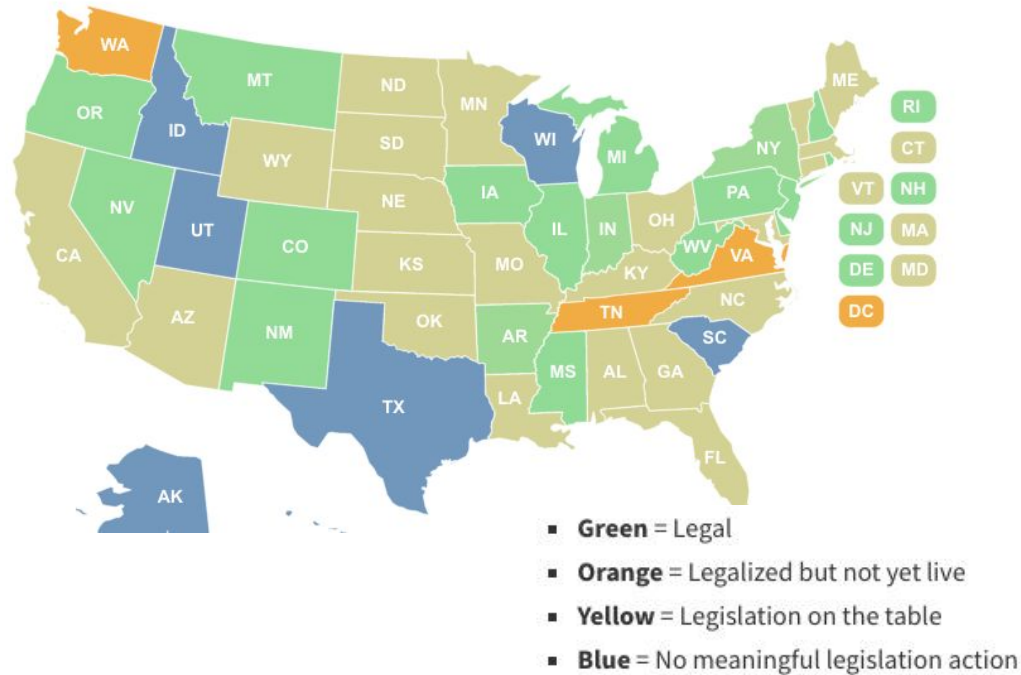 WA
MT
ND
MN
ME
OR
ID
SD
WI
RI
WY
MI
NY
CT
NV
UT
NE
IA
PA
VT NH
CA
CO
KS
MO
IL
IN
OH
WV
VA
NJ MA
KY
DE MD
AZ
NM
OK
AR
TN
NC
DC
TX
LA
MS
AL
GA
SC
FL
AK
▪ Green = Legal
▪ Orange = Legalized but not yet live
▪ Yellow = Legislation on the table
▪ Blue = No meaningful legislation action